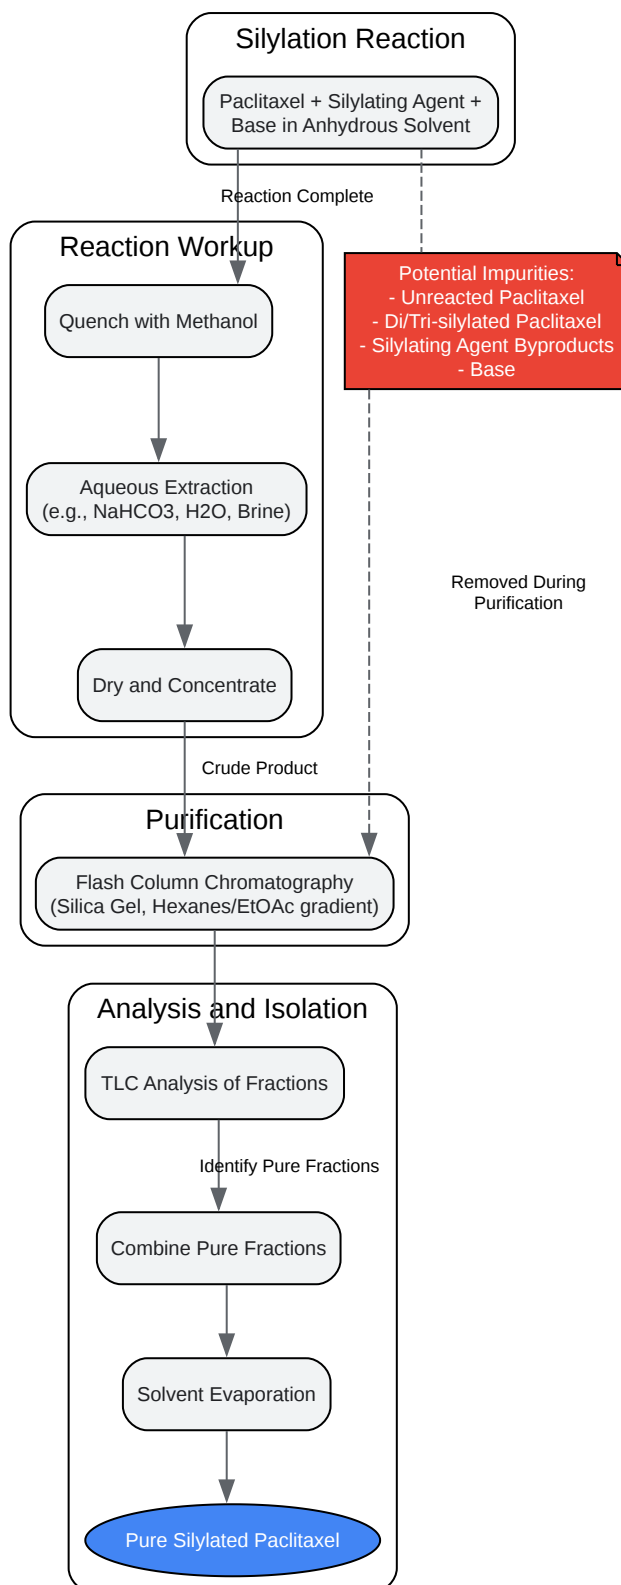 Silylation Reaction
Paclitaxel + Silylating Agent +
Base in Anhydrous Solvent
Reaction Complete
Reaction Workup
Quench with Methanol
Potential Impurities:
- Unreacted Paclitaxel
- Di/Tri-silylated Paclitaxel
- Silylating Agent Byproducts
- Base
Aqueous Extraction
(e.g., NaHCO3, H2O, Brine)
Removed During
Purification
Dry and Concentrate
Crude Product
Purification
Flash Column Chromatography
(Silica Gel, Hexanes/EtOAc gradient)
Analysis and Isolation
TLC Analysis of Fractions
Identify Pure Fractions
Combine Pure Fractions
Solvent Evaporation
Pure Silylated Paclitaxel